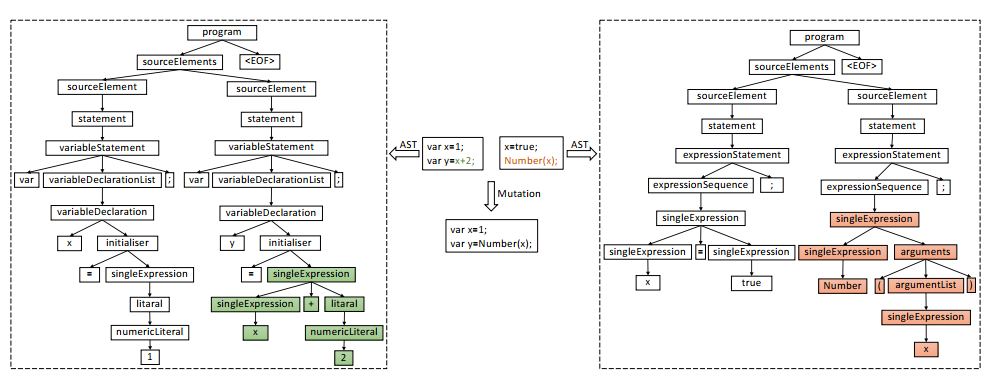 program
sourceElements
<EOF>
sourceElement
sourceElement
statement
statement
variableStatement
variableStatement
var
variableDeclarationList
;
var
variableDeclarationList
;
variableDeclaration
variableDeclaration
x
initialiser
y
initialiser
=
singleExpression
=
singleExpression
litaral
singleExpression
+
litaral
numericLiteral
x
numericLiteral
1
2
AST
var x=1;
var y=x+2;
x=true;
Number(x);
AST
Mutation
var x=1;
var y=Number(x);
program
sourceElements
<EOF>
sourceElement
sourceElement
statement
statement
expressionStatement
expressionStatement
expressionSequence
;
expressionSequence
;
singleExpression
singleExpression
singleExpression
=
singleExpression
singleExpression
arguments
x
true
Number
(
argumentList
)
singleExpression
x